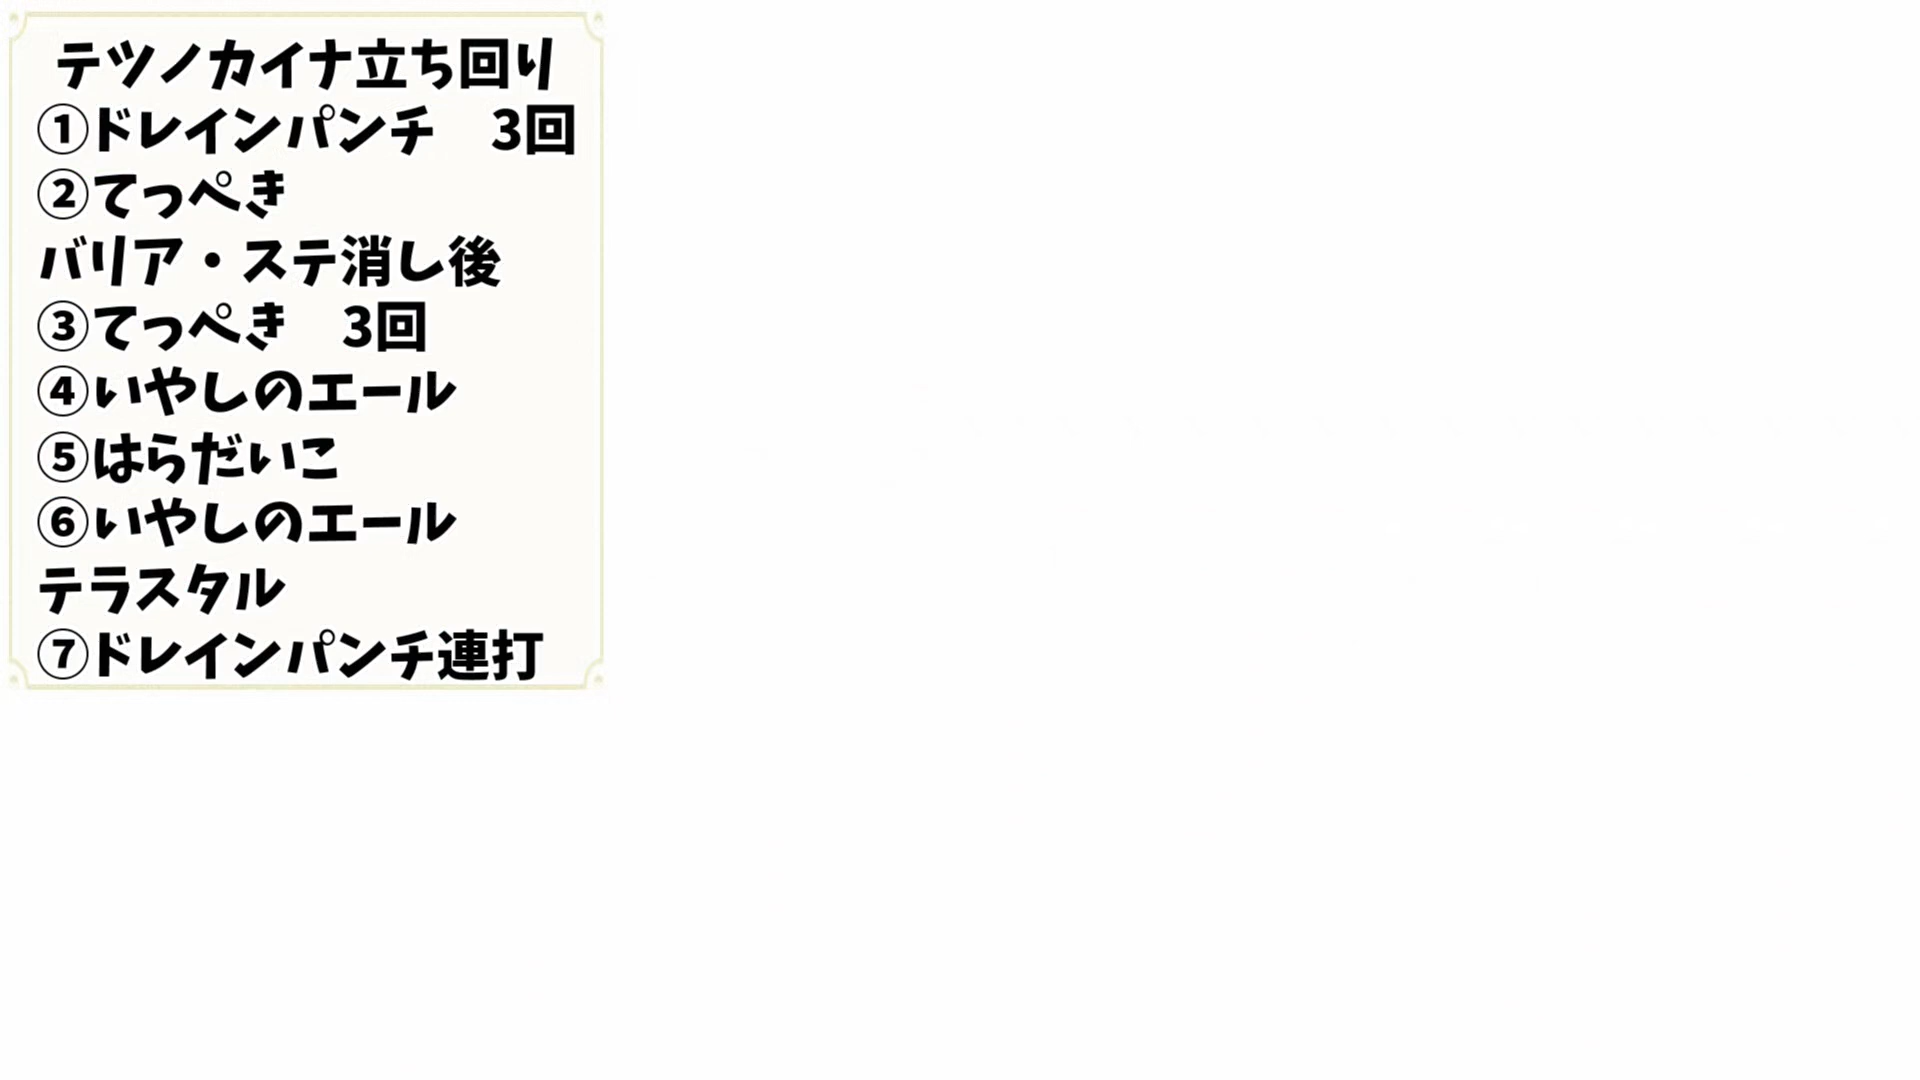 テツノカイナ立ち回り
①ドレインパンチ　3回
②てっぺき
バリア・ステ消し後
③てっぺき　3回
④いやしのエール
⑤はらだいこ
⑥いやしのエール
テラスタル
⑦ドレインパンチ連打